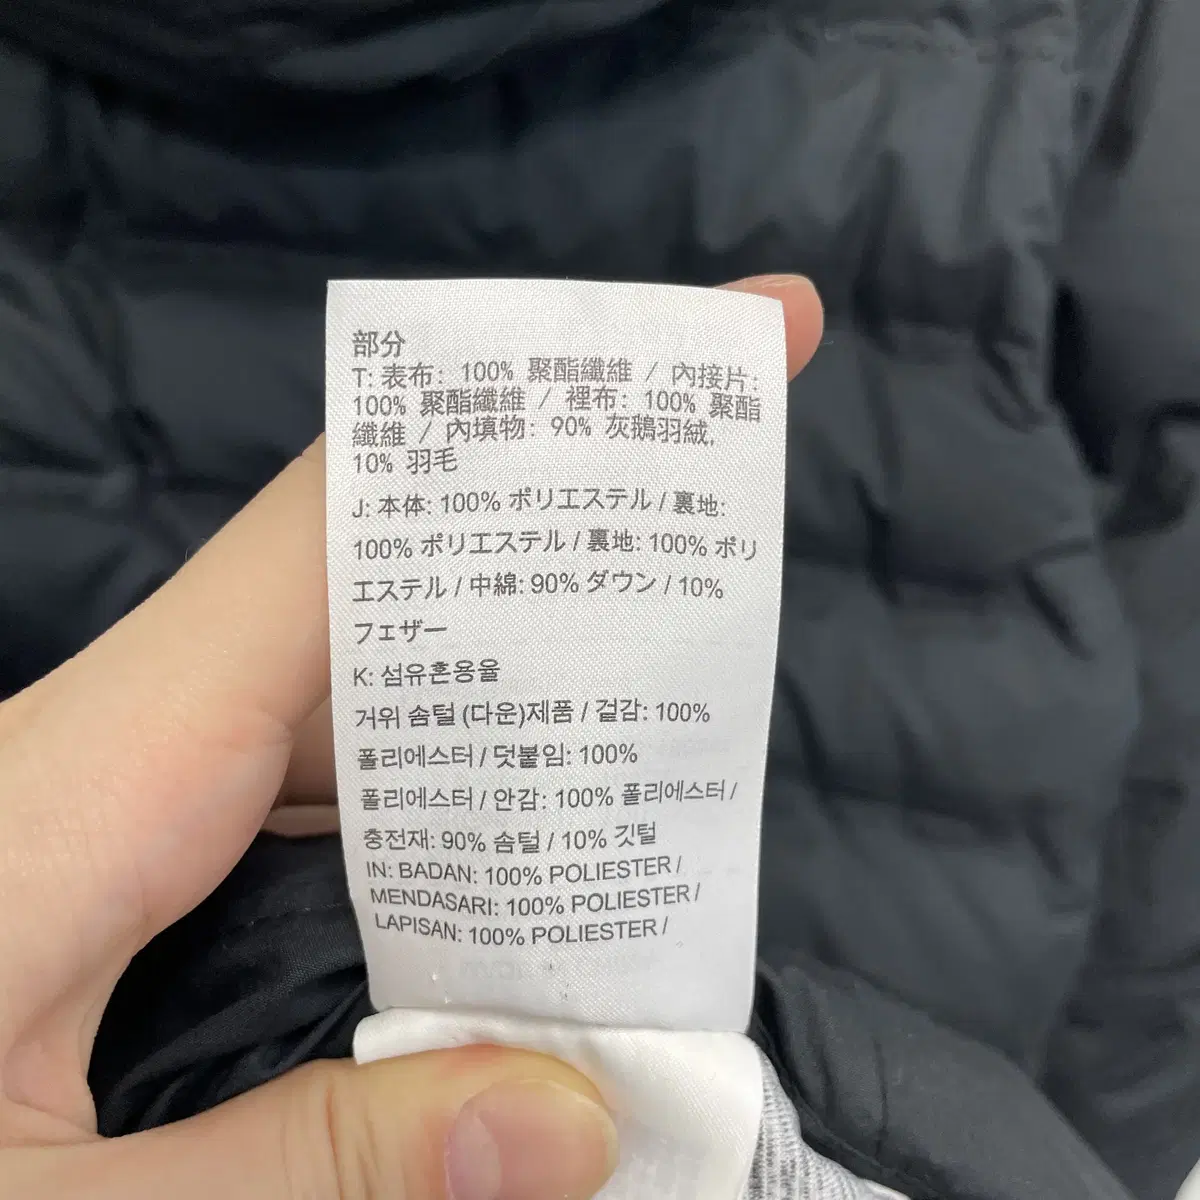 部分
T: 表布: 100% 聚酯纖維 / 內接片:
100% 聚酯纖維 / 裡布: 100% 聚酯
纖維 / 內填物: 90% 灰鵝羽絨,
10% 羽毛
J: 本体: 100% ポリエステル / 裏地:
100% ポリエステル / 裏地: 100% ポリ
エステル / 中綿: 90% ダウン / 10%
フェザー
K: 섬유혼용율
거위 솜털 (다운)제품 / 겉감: 100%
폴리에스터 / 덧붙임: 100%
폴리에스터 / 안감: 100% 폴리에스터 /
충전재: 90% 솜털 / 10% 깃털
IN: BADAN: 100% POLIESTER /
MENDASARI: 100% POLIESTER /
LAPISAN: 100% POLIESTER /